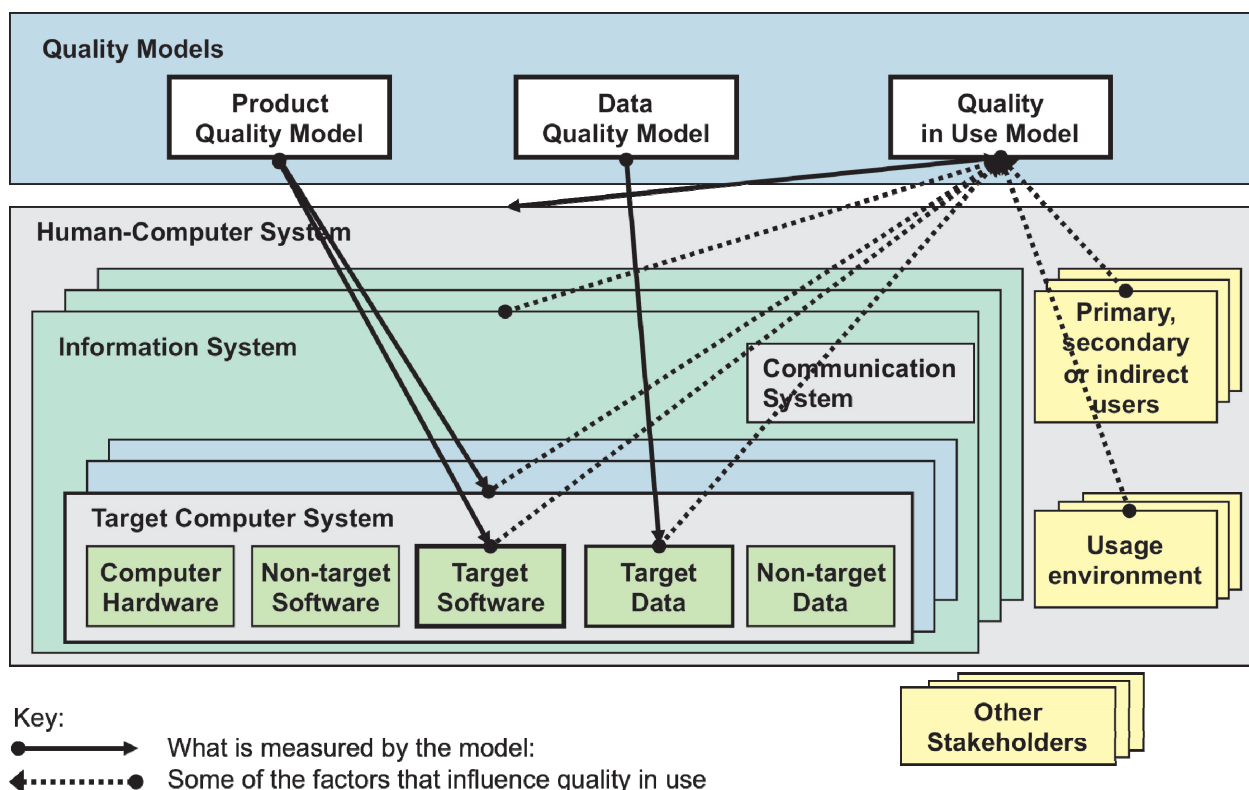 Quality Models
Product
Quality Model
Data
Quality Model
Quality
in Use Model
Human-Computer System
Information System
Communication
System
Primary,
secondary
or indirect
users
Target Computer System
Computer
Hardware
Non-target
Software
Target
Software
Target
Data
Non-target
Data
Usage
environment
Other
Stakeholders
Key:
What is measured by the model:
Some of the factors that influence quality in use